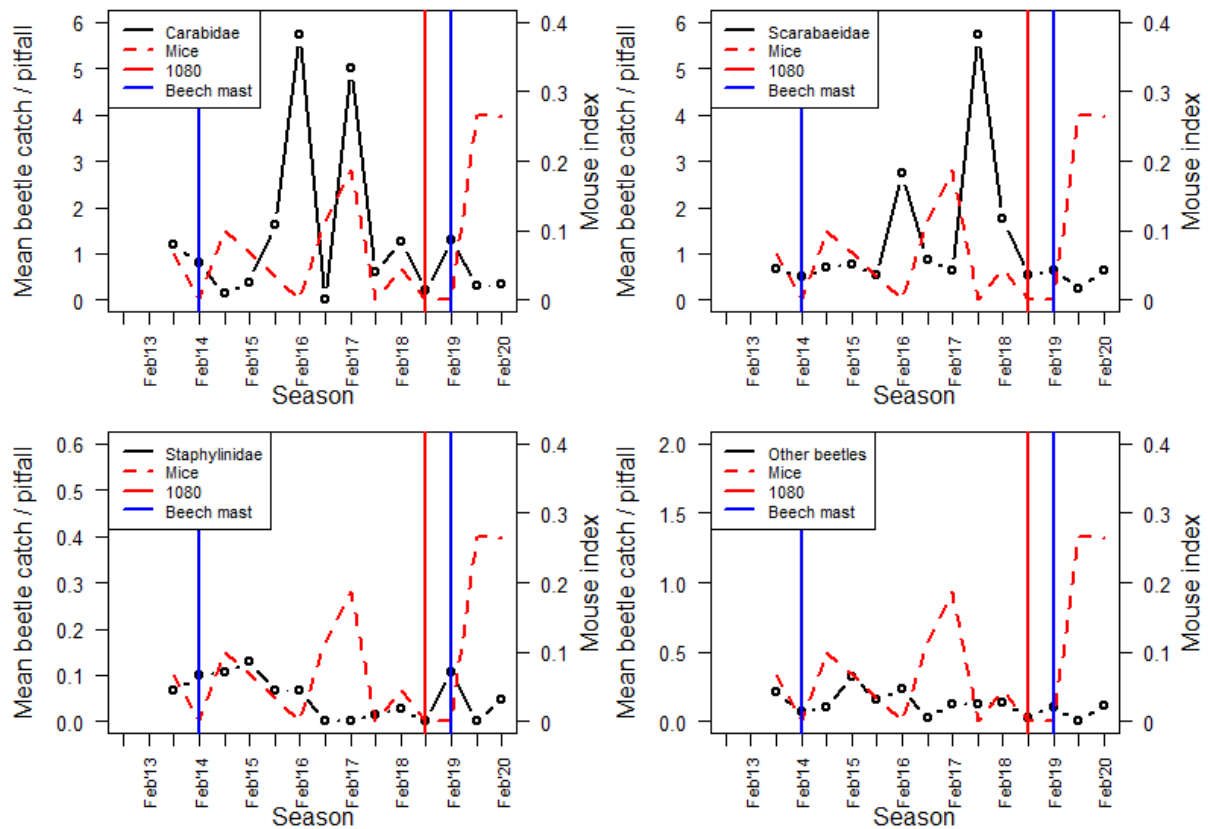 Carabidae
Mice
1080
Beech mast
Mean beetle catch / pitfall
6
5
4
3
2
1
0
0.4
0.3
0.2
0.1
0
Mouse index
Feb'13
Feb'14
Feb'15
Feb'16
Feb'17
Feb'18
Feb'19
Feb'20
Season
Scarabaeidae
Mice
1080
Beech mast
Mean beetle catch / pitfall
6
5
4
3
2
1
0
0.4
0.3
0.2
0.1
0
Mouse index
Feb'13
Feb'14
Feb'15
Feb'16
Feb'17
Feb'18
Feb'19
Feb'20
Season
Staphylinidae
Mice
1080
Beech mast
Mean beetle catch / pitfall
0.6
0.5
0.4
0.3
0.2
0.1
0.0
0.4
0.3
0.2
0.1
0
Mouse index
Feb'13
Feb'14
Feb'15
Feb'16
Feb'17
Feb'18
Feb'19
Feb'20
Season
Other beetles
Mice
1080
Beech mast
Mean beetle catch / pitfall
2.0
1.5
1.0
0.5
0.0
0.4
0.3
0.2
0.1
0
Mouse index
Feb'13
Feb'14
Feb'15
Feb'16
Feb'17
Feb'18
Feb'19
Feb'20
Season